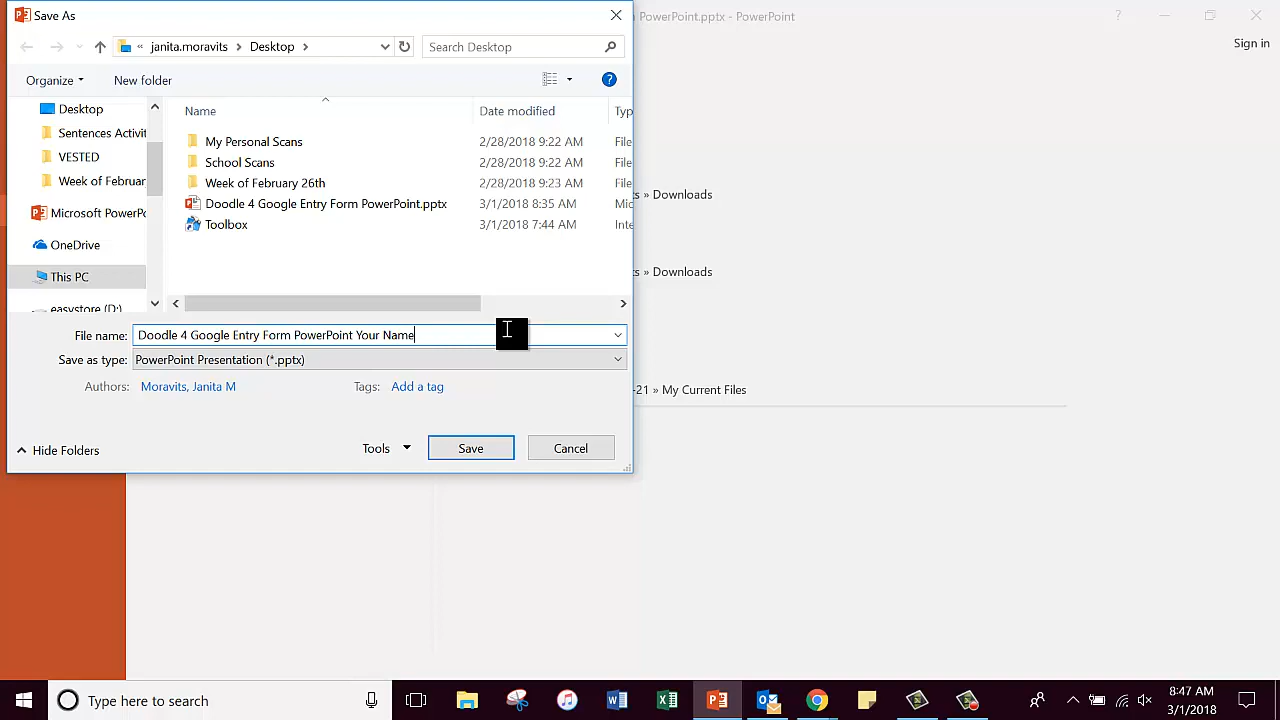 Save As
PowerPoint.pptx - PowerPoint
?
« janita.moravits > Desktop >
Search Desktop
Sign in
Organize
New folder
?
Desktop
Name
Date modified
Typ
Sentences Activit
My Personal Scans
2/28/2018 9:22 AM
File
VESTED
School Scans
2/28/2018 9:22 AM
File
Week of Februar
Week of February 26th
2/28/2018 9:23 AM
File
ts » Downloads
Microsoft PowerPo
Doodle 4 Google Entry Form PowerPoint.pptx
3/1/2018 8:35 AM
Mic
Toolbox
3/1/2018 7:44 AM
Inte
OneDrive
This PC
ts » Downloads
easystore (D:)
File name:
Doodle 4 Google Entry Form PowerPoint Your Name
Save as type:
PowerPoint Presentation (*.pptx)
Authors:
Moravits, Janita M
Tags:
Add a tag
-21 » My Current Files
Hide Folders
Tools
Save
Cancel
Type here to search
8:47 AM
3/1/2018